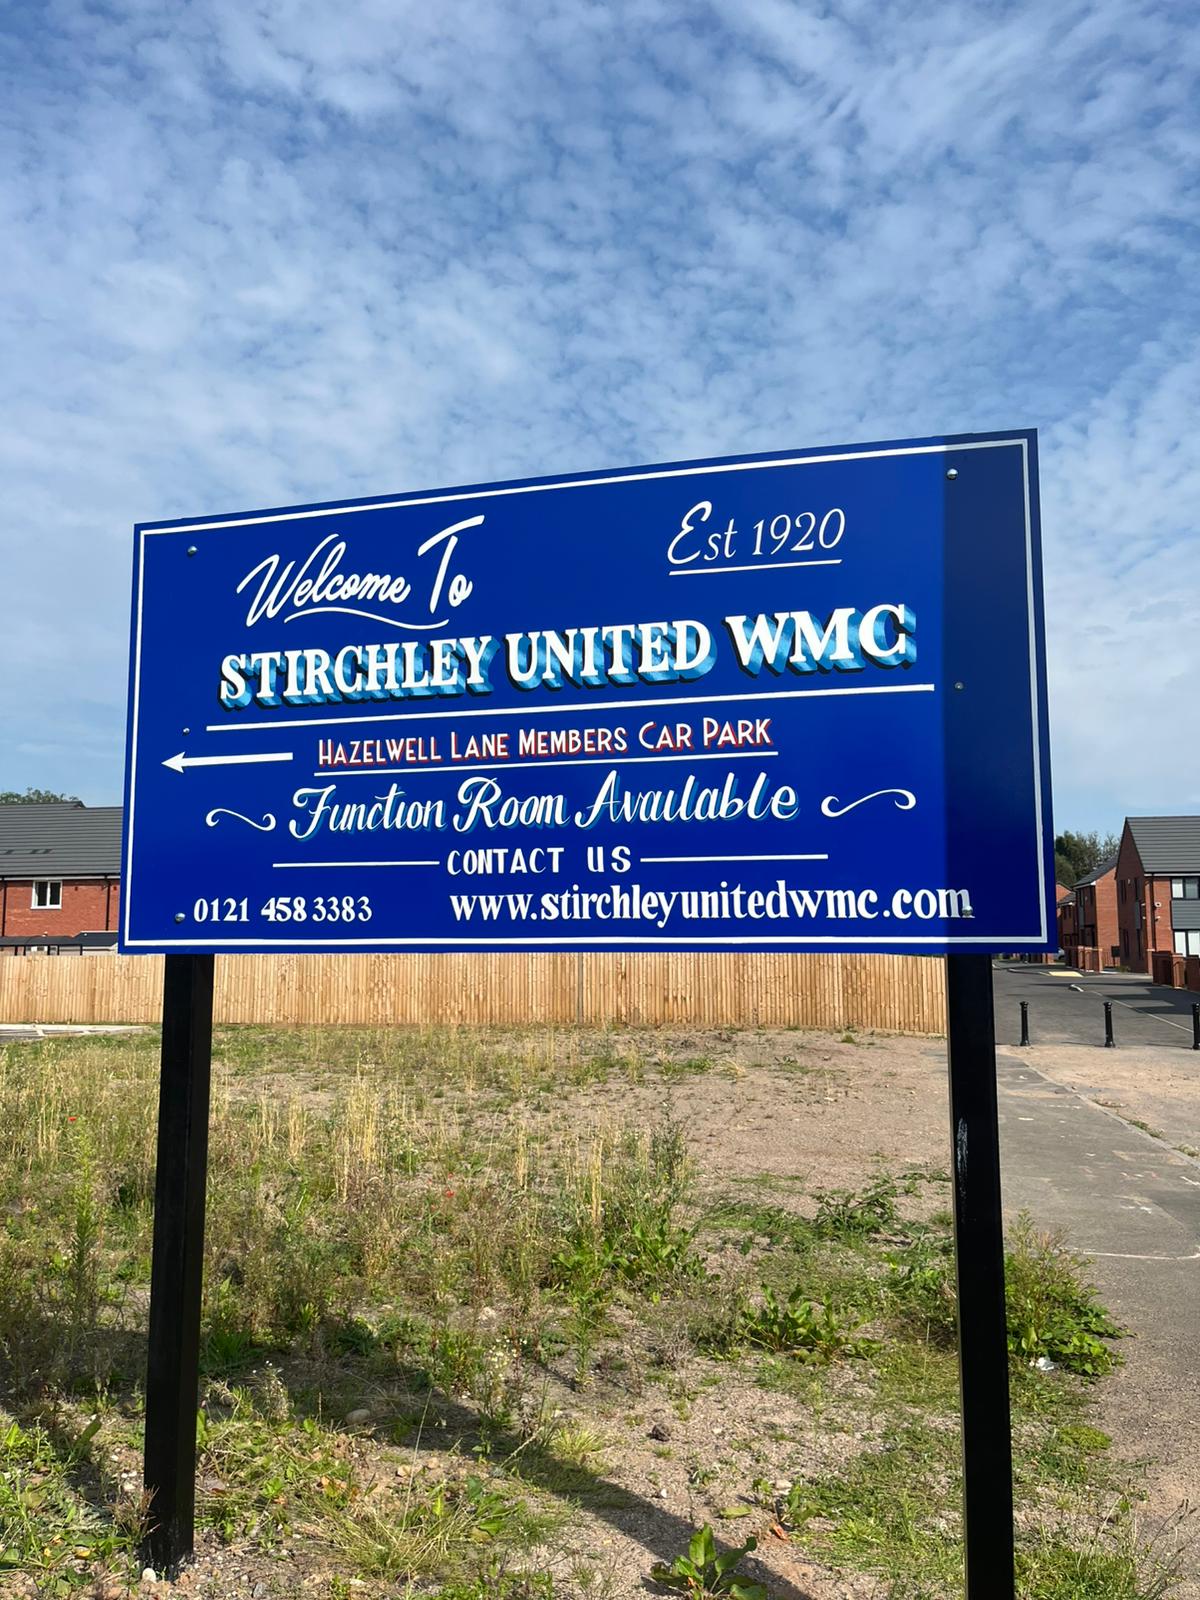 Welcome To
Est 1920
STIRCHLEY UNITED WMC
HAZELWELL LANE MEMBERS CAR PARK
Function Room Available
CONTACT US
0121 458 3383
www.stirchleyunitedwmc.com